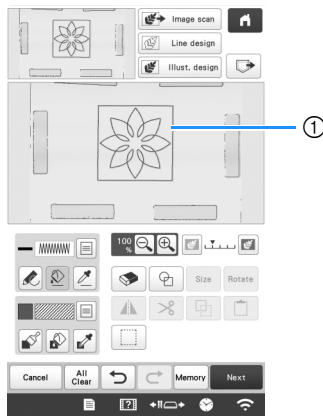 Image scan
Line design
Illust. design
①
100
%
Size
Rotate
Cancel
All
Clear
Memory
Next
?